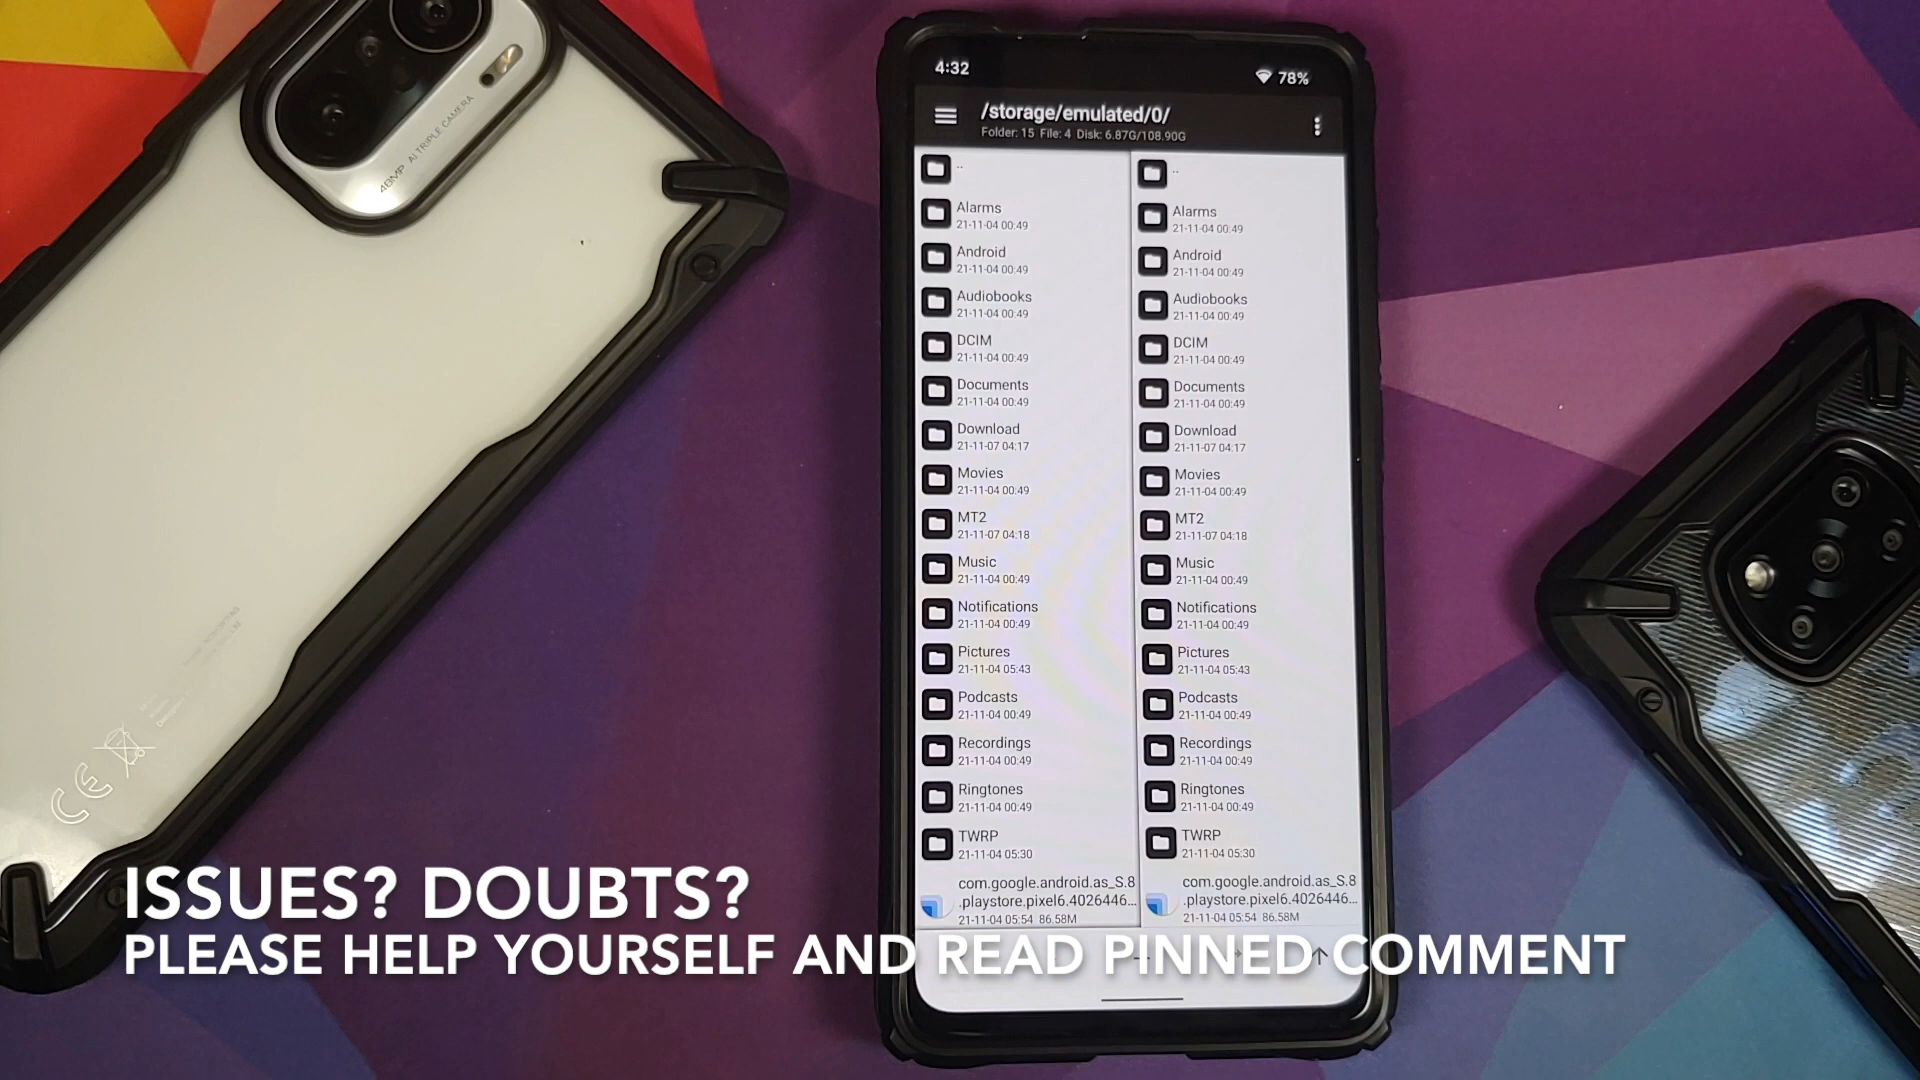 48MP AI TRIPLE CAMERA
CE
4:32
78%
/storage/emulated/0/
Folder: 15 File: 4 Disk: 6.87G/108.90G
..
Alarms
21-11-04 00:49
Android
21-11-04 00:49
Audiobooks
21-11-04 00:49
DCIM
21-11-04 00:49
Documents
21-11-04 00:49
Download
21-11-07 04:17
Movies
21-11-04 00:49
MT2
21-11-07 04:18
Music
21-11-04 00:49
Notifications
21-11-04 00:49
Pictures
21-11-04 05:43
Podcasts
21-11-04 00:49
Recordings
21-11-04 00:49
Ringtones
21-11-04 00:49
TWRP
21-11-04 05:30
com.google.android.as_S.8
.playstore.pixel6.4026446...
21-11-04 05:54 86.58M
..
Alarms
21-11-04 00:49
Android
21-11-04 00:49
Audiobooks
21-11-04 00:49
DCIM
21-11-04 00:49
Documents
21-11-04 00:49
Download
21-11-07 04:17
Movies
21-11-04 00:49
MT2
21-11-07 04:18
Music
21-11-04 00:49
Notifications
21-11-04 00:49
Pictures
21-11-04 05:43
Podcasts
21-11-04 00:49
Recordings
21-11-04 00:49
Ringtones
21-11-04 00:49
TWRP
21-11-04 05:30
com.google.android.as_S.8
.playstore.pixel6.4026446...
21-11-04 05:54 86.58M
ISSUES? DOUBTS?
PLEASE HELP YOURSELF AND READ PINNED COMMENT